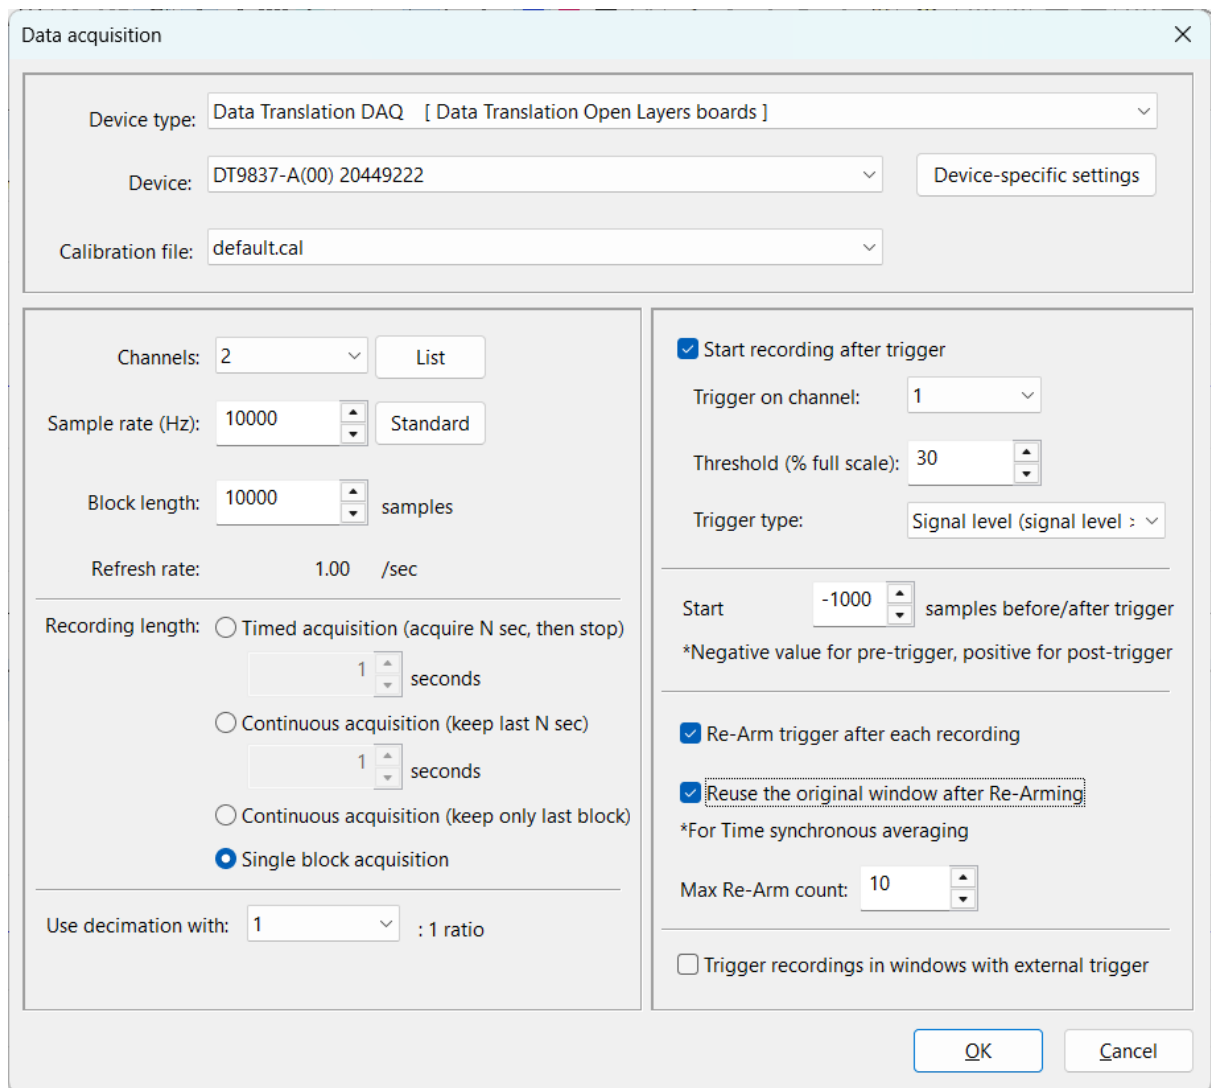 Data acquisition
Device type: Data Translation DAQ [ Data Translation Open Layers boards ]
Device: DT9837-A(00) 20449222 Device-specific settings
Calibration file: default.cal
Channels: 2 List
Sample rate (Hz): 10000 Standard
Block length: 10000 samples
Refresh rate: 1.00 /sec
Recording length: Timed acquisition (acquire N sec, then stop)
1 seconds
Continuous acquisition (keep last N sec)
1 seconds
Continuous acquisition (keep only last block)
Single block acquisition
Use decimation with: 1 : 1 ratio
Start recording after trigger
Trigger on channel: 1
Threshold (% full scale): 30
Trigger type: Signal level (signal level >
Start -1000 samples before/after trigger
*Negative value for pre-trigger, positive for post-trigger
Re-Arm trigger after each recording
Reuse the original window after Re-Arming
*For Time synchronous averaging
Max Re-Arm count: 10
Trigger recordings in windows with external trigger
OK Cancel